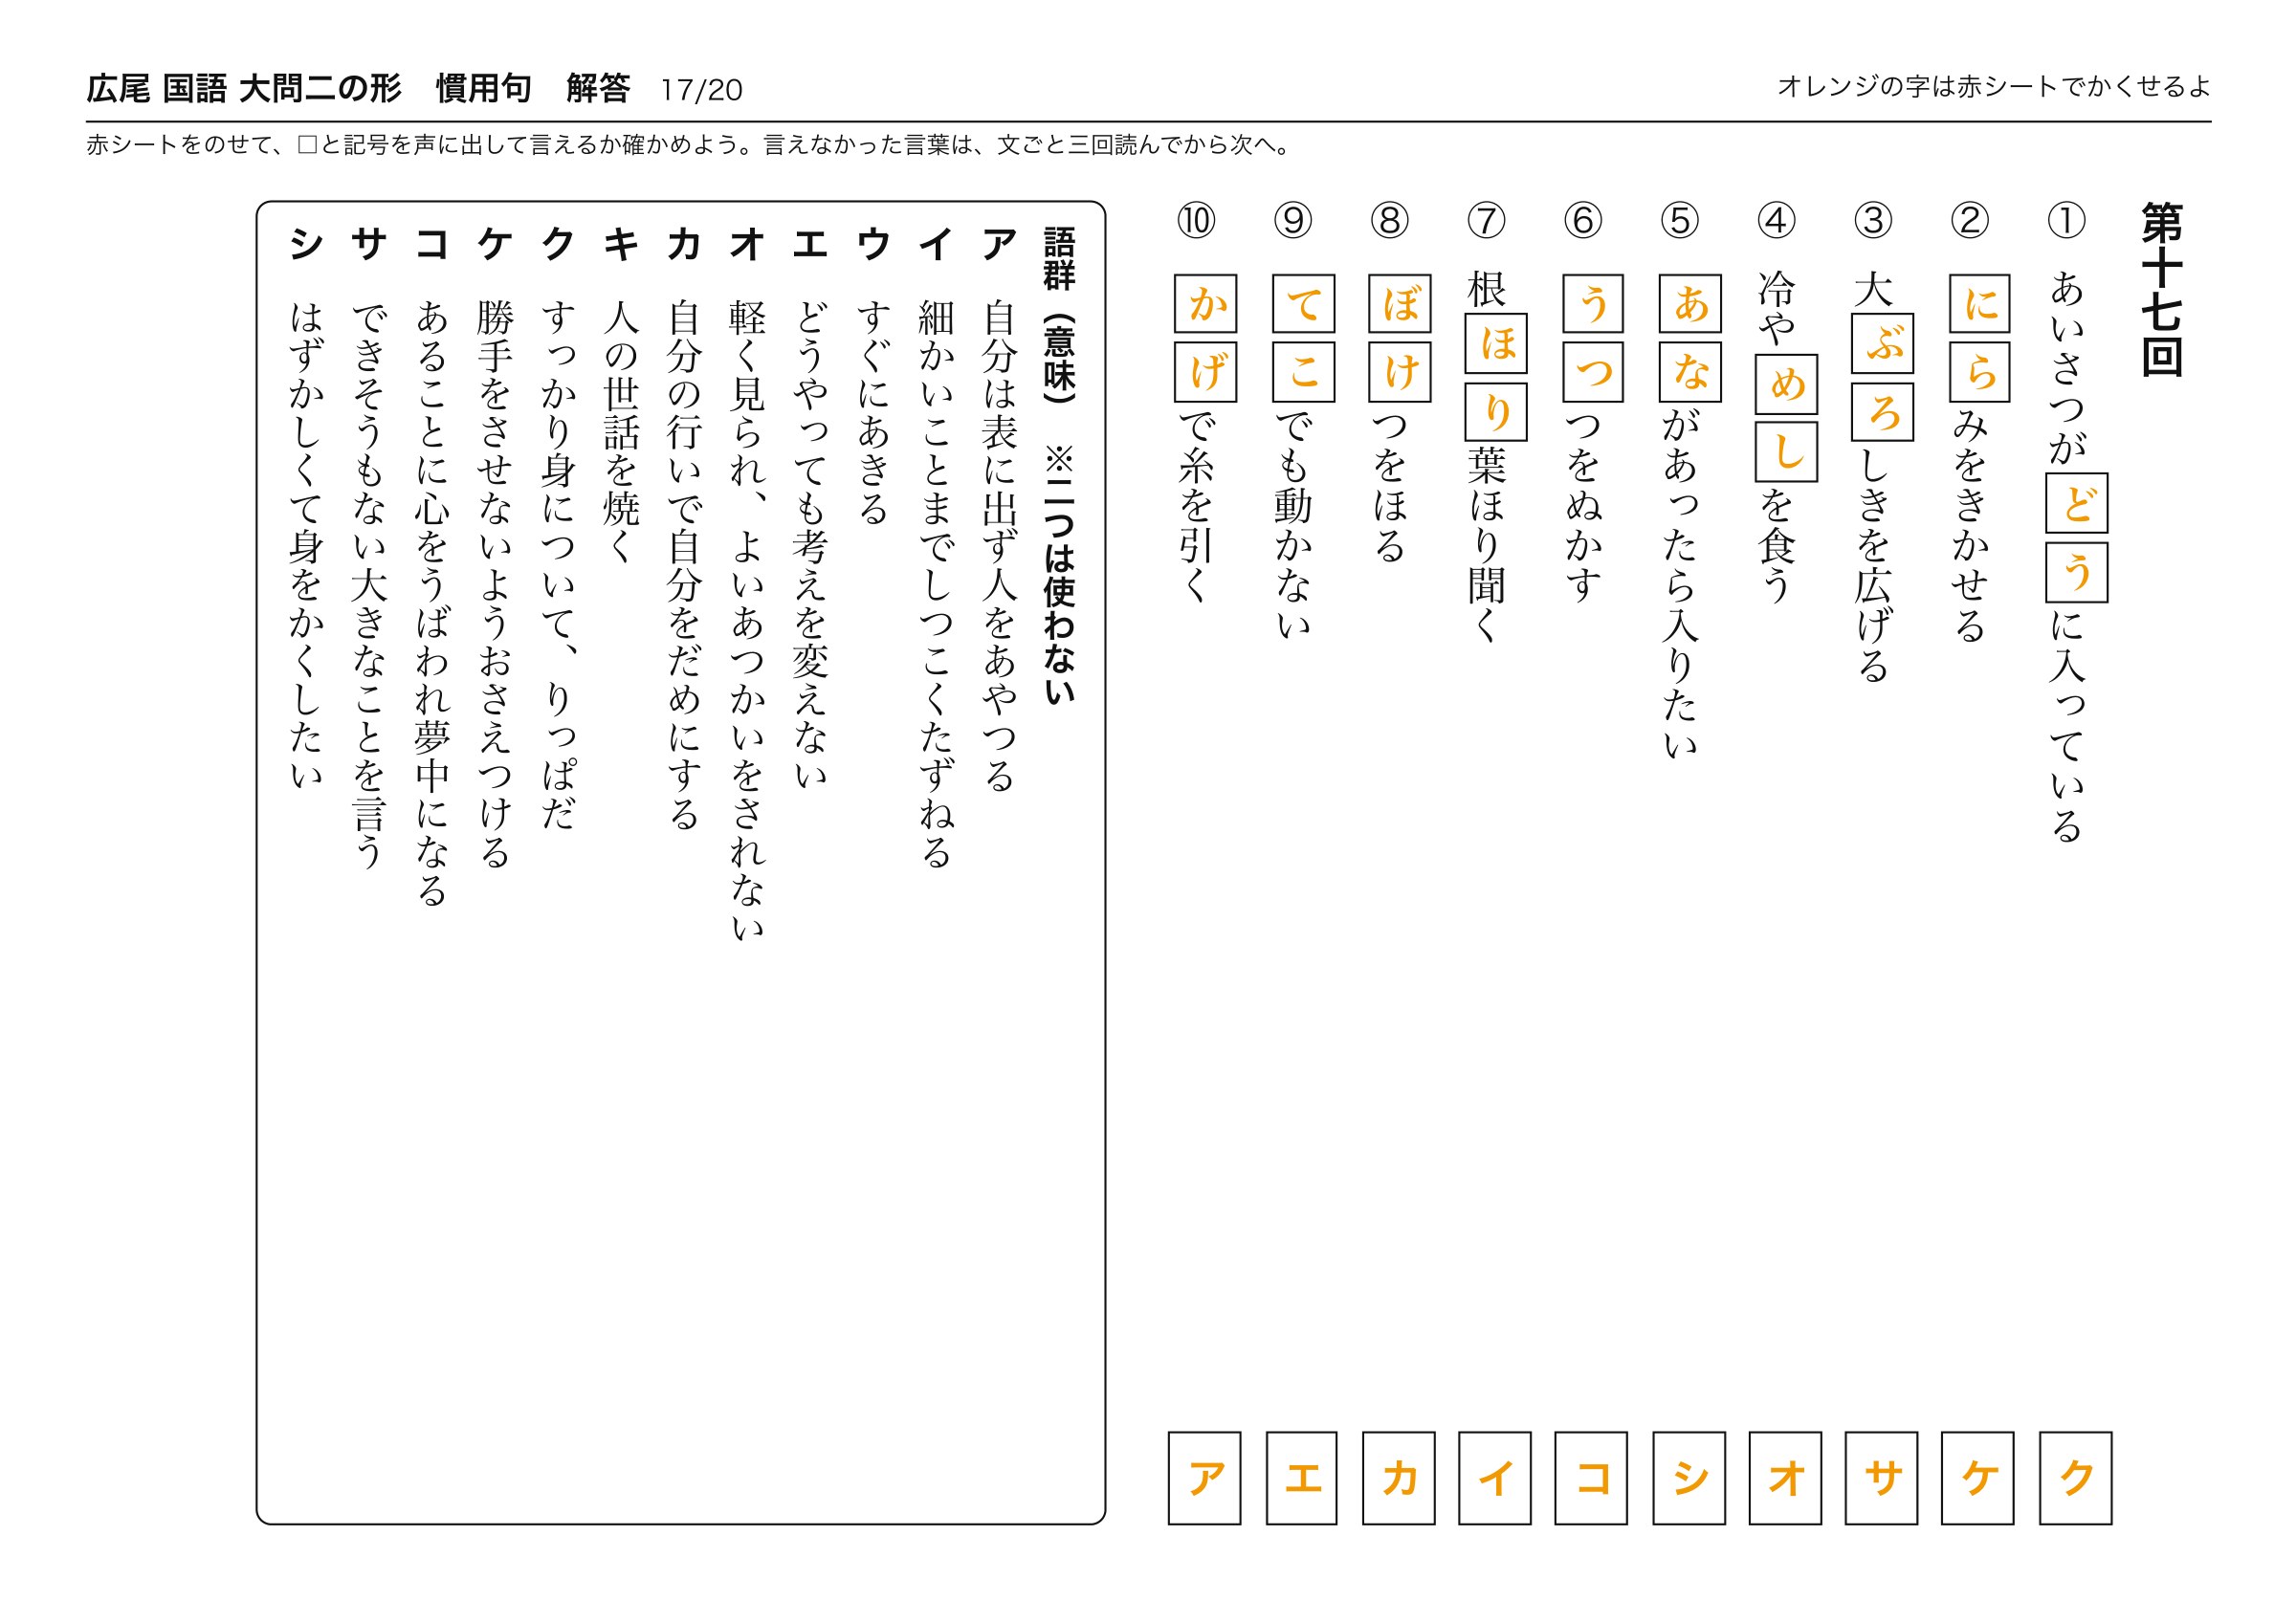 広尾 国語 大問二の形　慣用句　解答　17/20
オレンジの字は赤シートでかくせるよ
赤シートをのせて、□と記号を声に出して言えるか確かめよう。言えなかった言葉は、文ごと三回読んでから次へ。
第十七回
① あいさつがどうに入っている ク
② にらみをきかせる ケ
③ 大ぶろしきを広げる サ
④ 冷やめしを食う オ
⑤ あながあったら入りたい シ
⑥ うつつをぬかす コ
⑦ 根ほり葉ほり聞く イ
⑧ ぼけつをほる カ
⑨ てこでも動かない エ
⑩ かげで糸を引く ア
語群（意味）　※二つは使わない
ア　自分は表に出ず人をあやつる
イ　細かいことまでしつこくたずねる
ウ　すぐにあきる
エ　どうやっても考えを変えない
オ　軽く見られ、よいあつかいをされない
カ　自分の行いで自分をだめにする
キ　人の世話を焼く
ク　すっかり身について、りっぱだ
ケ　勝手をさせないようおさえつける
コ　あることに心をうばわれ夢中になる
サ　できそうもない大きなことを言う
シ　はずかしくて身をかくしたい